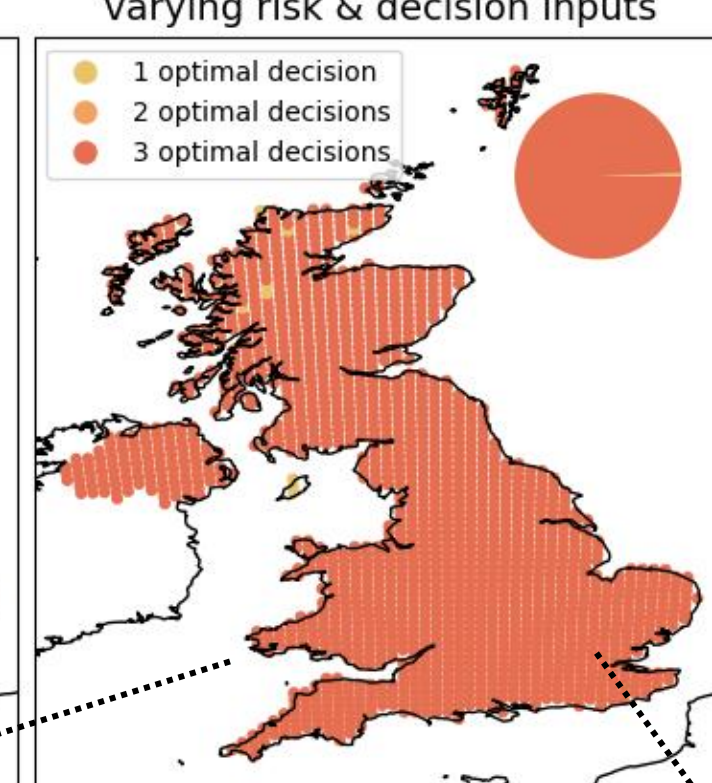 Varying risk & decision inputs
1 optimal decision
2 optimal decisions
3 optimal decisions